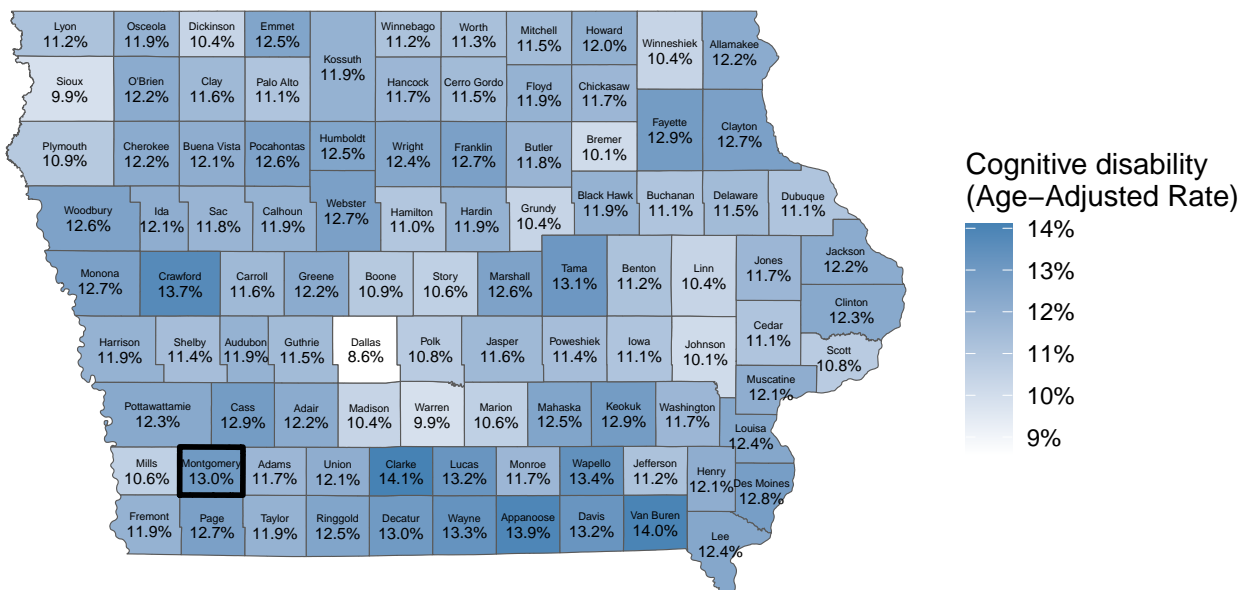 Lyon
11.2%
Osceola
11.9%
Dickinson
10.4%
Emmet
12.5%
Kossuth
11.9%
Winnebago
11.2%
Worth
11.3%
Mitchell
11.5%
Howard
12.0%
Winneshiek
10.4%
Allamakee
12.2%
Sioux
9.9%
O'Brien
12.2%
Clay
11.6%
Palo Alto
11.1%
Hancock
11.7%
Cerro Gordo
11.5%
Floyd
11.9%
Chickasaw
11.7%
Fayette
12.9%
Clayton
12.7%
Plymouth
10.9%
Cherokee
12.2%
Buena Vista
12.1%
Pocahontas
12.6%
Humboldt
12.5%
Wright
12.4%
Franklin
12.7%
Butler
11.8%
Bremer
10.1%
Woodbury
12.6%
Ida
12.1%
Sac
11.8%
Calhoun
11.9%
Webster
12.7%
Hamilton
11.0%
Hardin
11.9%
Grundy
10.4%
Black Hawk
11.9%
Buchanan
11.1%
Delaware
11.5%
Dubuque
11.1%
Monona
12.7%
Crawford
13.7%
Carroll
11.6%
Greene
12.2%
Boone
10.9%
Story
10.6%
Marshall
12.6%
Tama
13.1%
Benton
11.2%
Linn
10.4%
Jones
11.7%
Jackson
12.2%
Clinton
12.3%
Harrison
11.9%
Shelby
11.4%
Audubon
11.9%
Guthrie
11.5%
Dallas
8.6%
Polk
10.8%
Jasper
11.6%
Poweshiek
11.4%
Iowa
11.1%
Johnson
10.1%
Cedar
11.1%
Scott
10.8%
Muscatine
12.1%
Pottawattamie
12.3%
Cass
12.9%
Adair
12.2%
Madison
10.4%
Warren
9.9%
Marion
10.6%
Mahaska
12.5%
Keokuk
12.9%
Washington
11.7%
Louisa
12.4%
Mills
10.6%
Montgomery
13.0%
Adams
11.7%
Union
12.1%
Clarke
14.1%
Lucas
13.2%
Monroe
11.7%
Wapello
13.4%
Jefferson
11.2%
Henry
12.1%
Des Moines
12.8%
Fremont
11.9%
Page
12.7%
Taylor
11.9%
Ringgold
12.5%
Decatur
13.0%
Wayne
13.3%
Appanoose
13.9%
Davis
13.2%
Van Buren
14.0%
Lee
12.4%
Cognitive disability
(Age−Adjusted Rate)
14%
13%
12%
11%
10%
9%